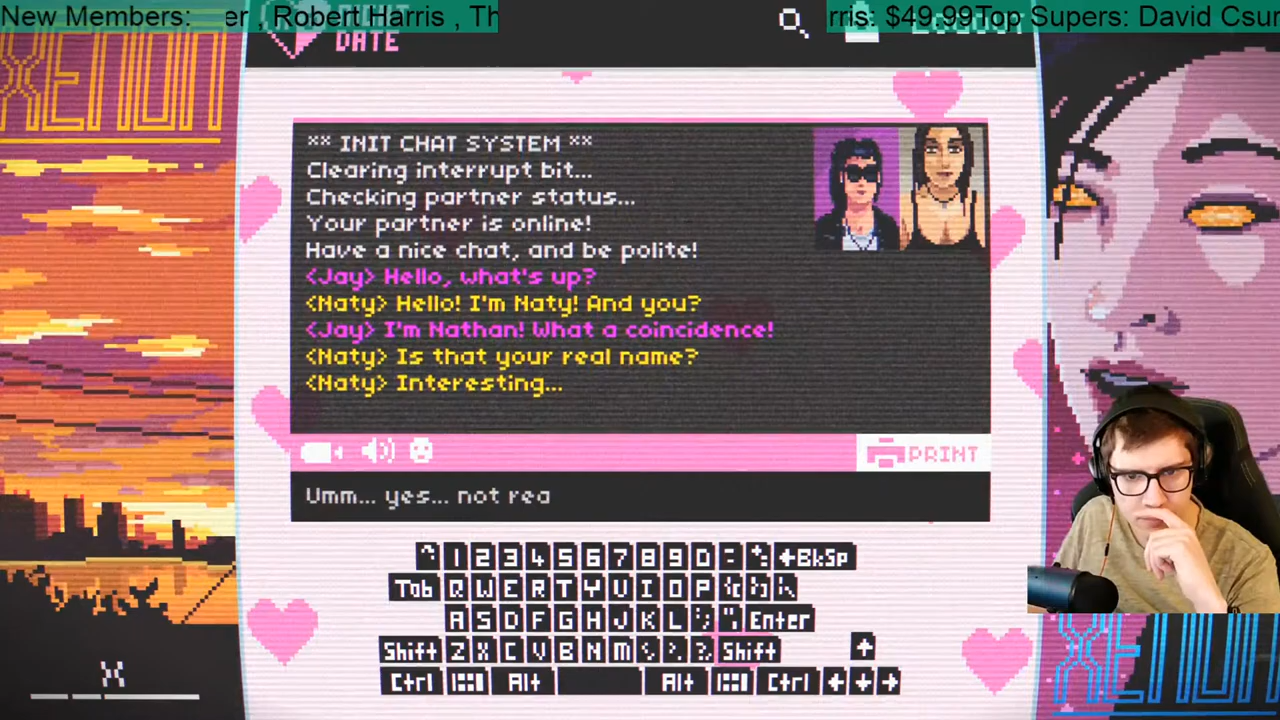 New Members: er , Robert Harris , Th
rris: $49.99Top Supers: David Csur
DATE
LOGOUT
XENON
** INIT CHAT SYSTEM **
Clearing interrupt bit...
Checking partner status...
Your partner is online!
Have a nice chat, and be polite!
<Jay> Hello, what's up?
<Naty> Hello! I'm Naty! And you?
<Jay> I'm Nathan! What a coincidence!
<Naty> Is that your real name?
<Naty> Interesting...
PRINT
Umm... yes... not rea
1 2 3 4 5 6 7 8 9 0 BkSp
Tab Q W E R T Y U I O P
A S D F G H J K L Enter
Shift Z X C V B N M Shift
Ctrl Alt Alt Ctrl
XENON